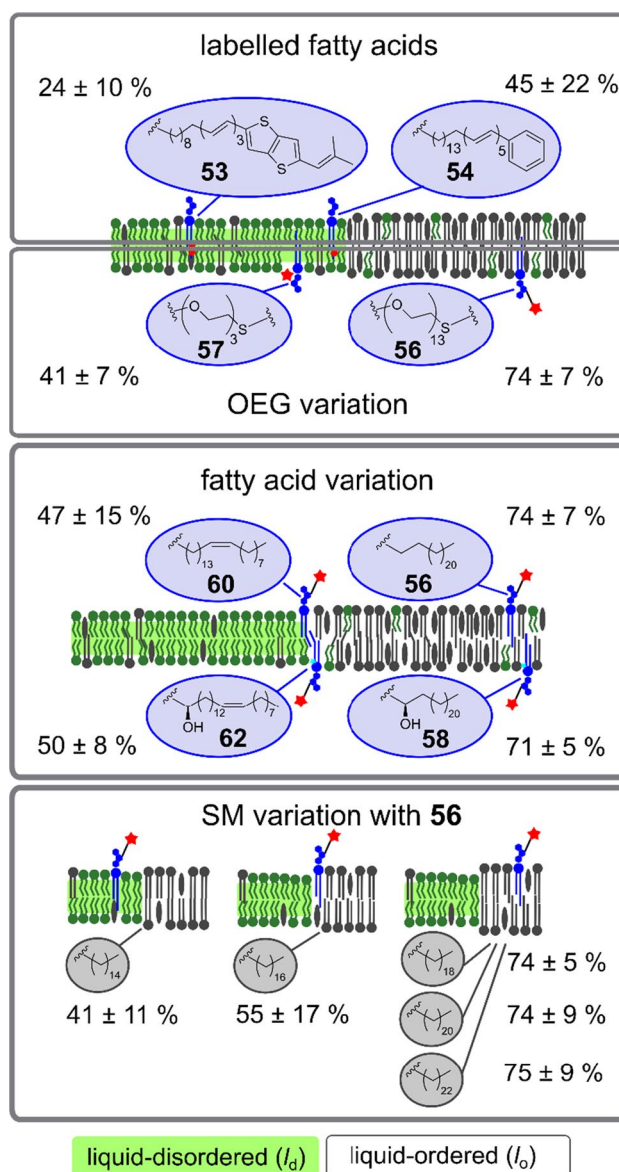 labelled fatty acids
24 ± 10 %
45 ± 22 %
S
8
3
S
53
13
5
54
O
S
3
57
O
S
13
56
41 ± 7 %
74 ± 7 %
OEG variation
fatty acid variation
47 ± 15 %
74 ± 7 %
13
7
60
20
56
12
7
OH
62
20
OH
58
50 ± 8 %
71 ± 5 %
SM variation with 56
14
16
18
20
22
41 ± 11 %
55 ± 17 %
74 ± 5 %
74 ± 9 %
75 ± 9 %
liquid-disordered (ld)
liquid-ordered (lo)